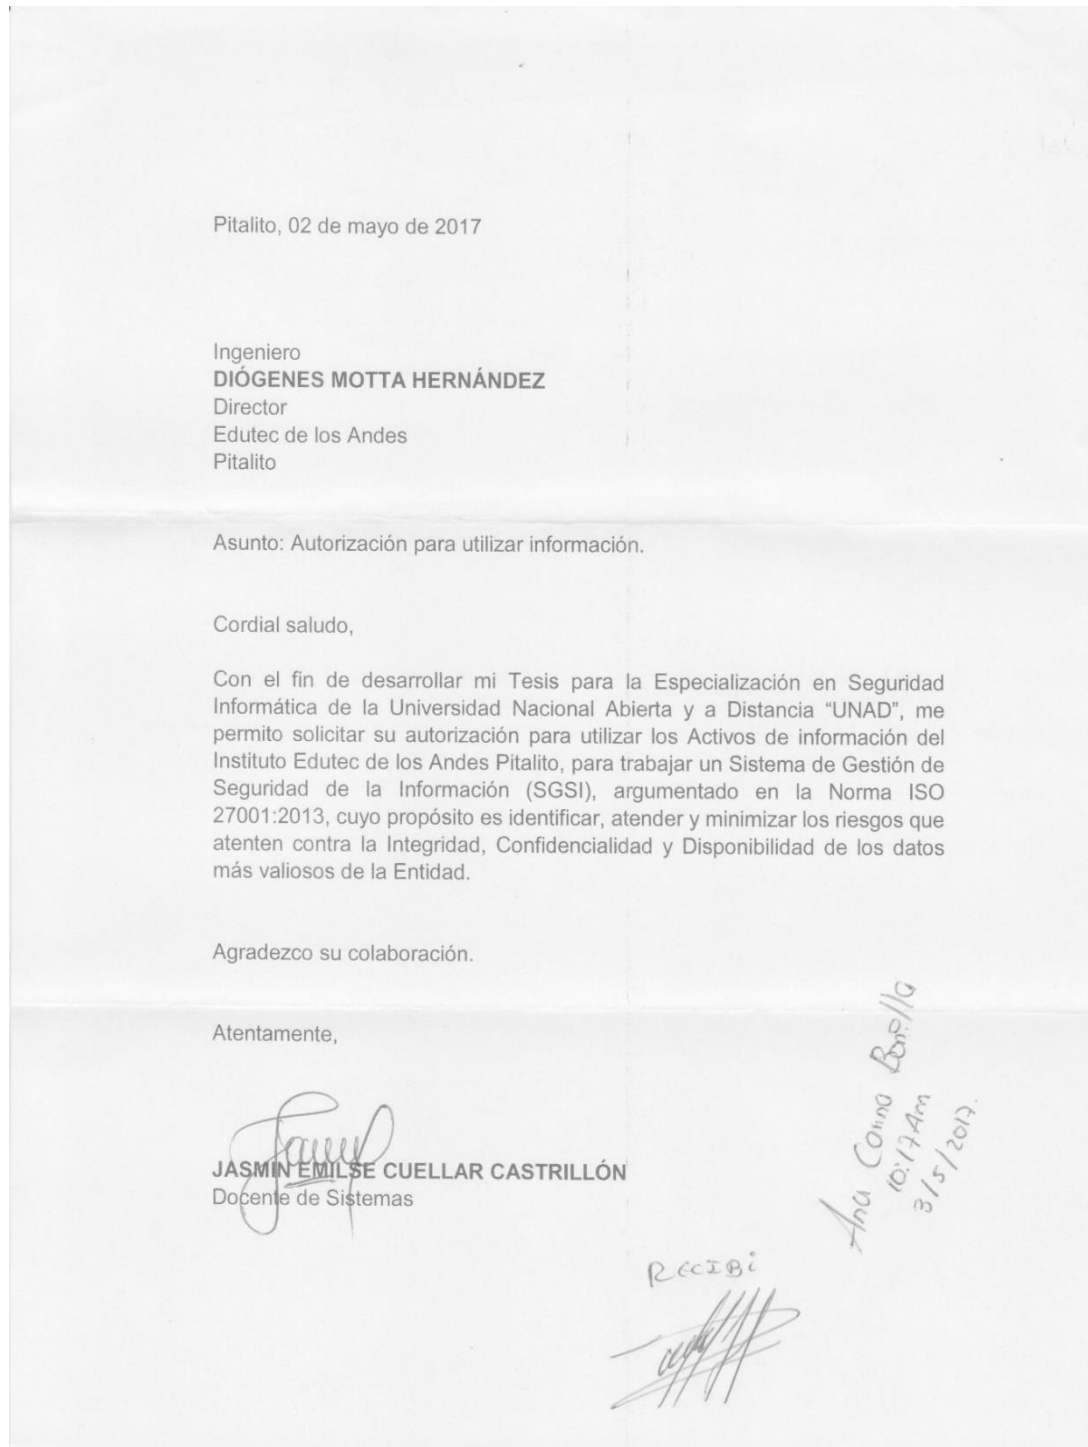 Pitalito, 02 de mayo de 2017
Ingeniero
DIÓGENES MOTTA HERNÁNDEZ
Director
Edutec de los Andes
Pitalito
Asunto: Autorización para utilizar información.
Cordial saludo,
Con el fin de desarrollar mi Tesis para la Especialización en Seguridad
Informática de la Universidad Nacional Abierta y a Distancia “UNAD”, me
permito solicitar su autorización para utilizar los Activos de información del
Instituto Edutec de los Andes Pitalito, para trabajar un Sistema de Gestión de
Seguridad de la Información (SGSI), argumentado en la Norma ISO
27001:2013, cuyo propósito es identificar, atender y minimizar los riesgos que
atenten contra la Integridad, Confidencialidad y Disponibilidad de los datos
más valiosos de la Entidad.
Agradezco su colaboración.
Atentamente,
JASMIN EMILSE CUELLAR CASTRILLÓN
Docente de Sistemas
Ana Bonilla
10:17 Am
3/5/2017.
RECIBi